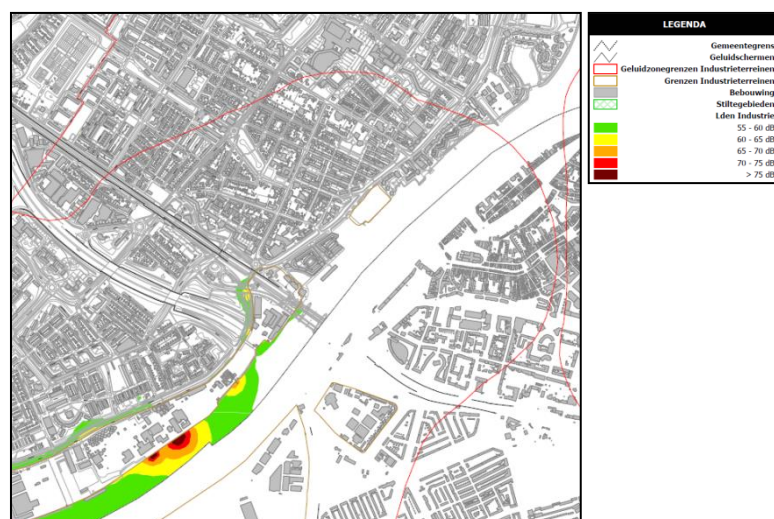 LEGENDA
Gemeentegrens
Geluidschermen
Geluidzonegrenzen Industrieterreinen
Grenzen Industrieterreinen
Bebouwing
Stiltegebieden
Lden Industrie
55 - 60 dB
60 - 65 dB
65 - 70 dB
70 - 75 dB
> 75 dB